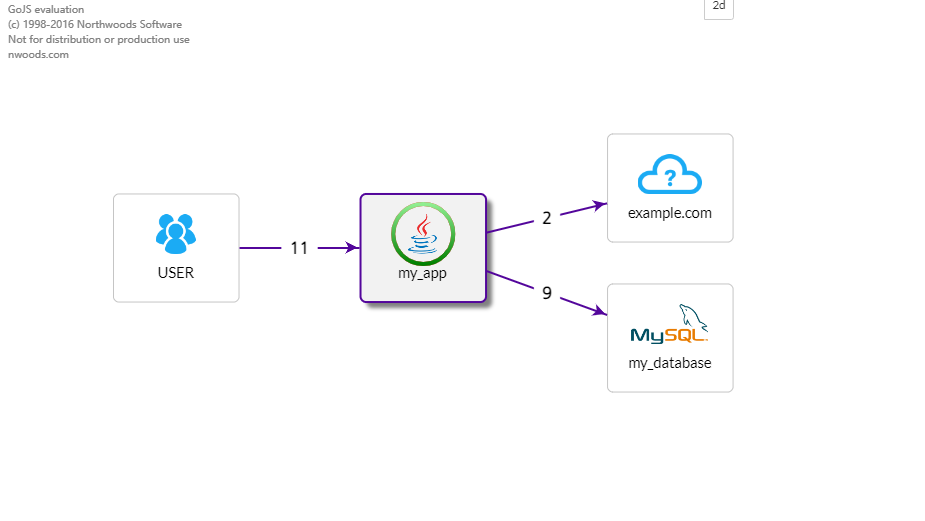 GoJS evaluation
(c) 1998-2016 Northwoods Software
Not for distribution or production use
nwoods.com
2d
USER
11
my_app
2
?
example.com
9
MySQL.
my_database